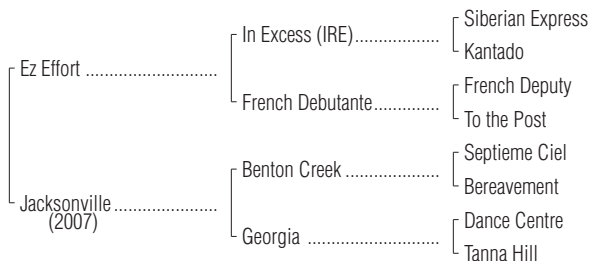 Siberian Express
In Excess (IRE)..................
Kantado
Ez Effort ............................
French Deputy
French Debutante..............
To the Post
Septieme Ciel
Benton Creek ....................
Bereavement
Jacksonville ......................
(2007)
Dance Centre
Georgia ............................
Tanna Hill